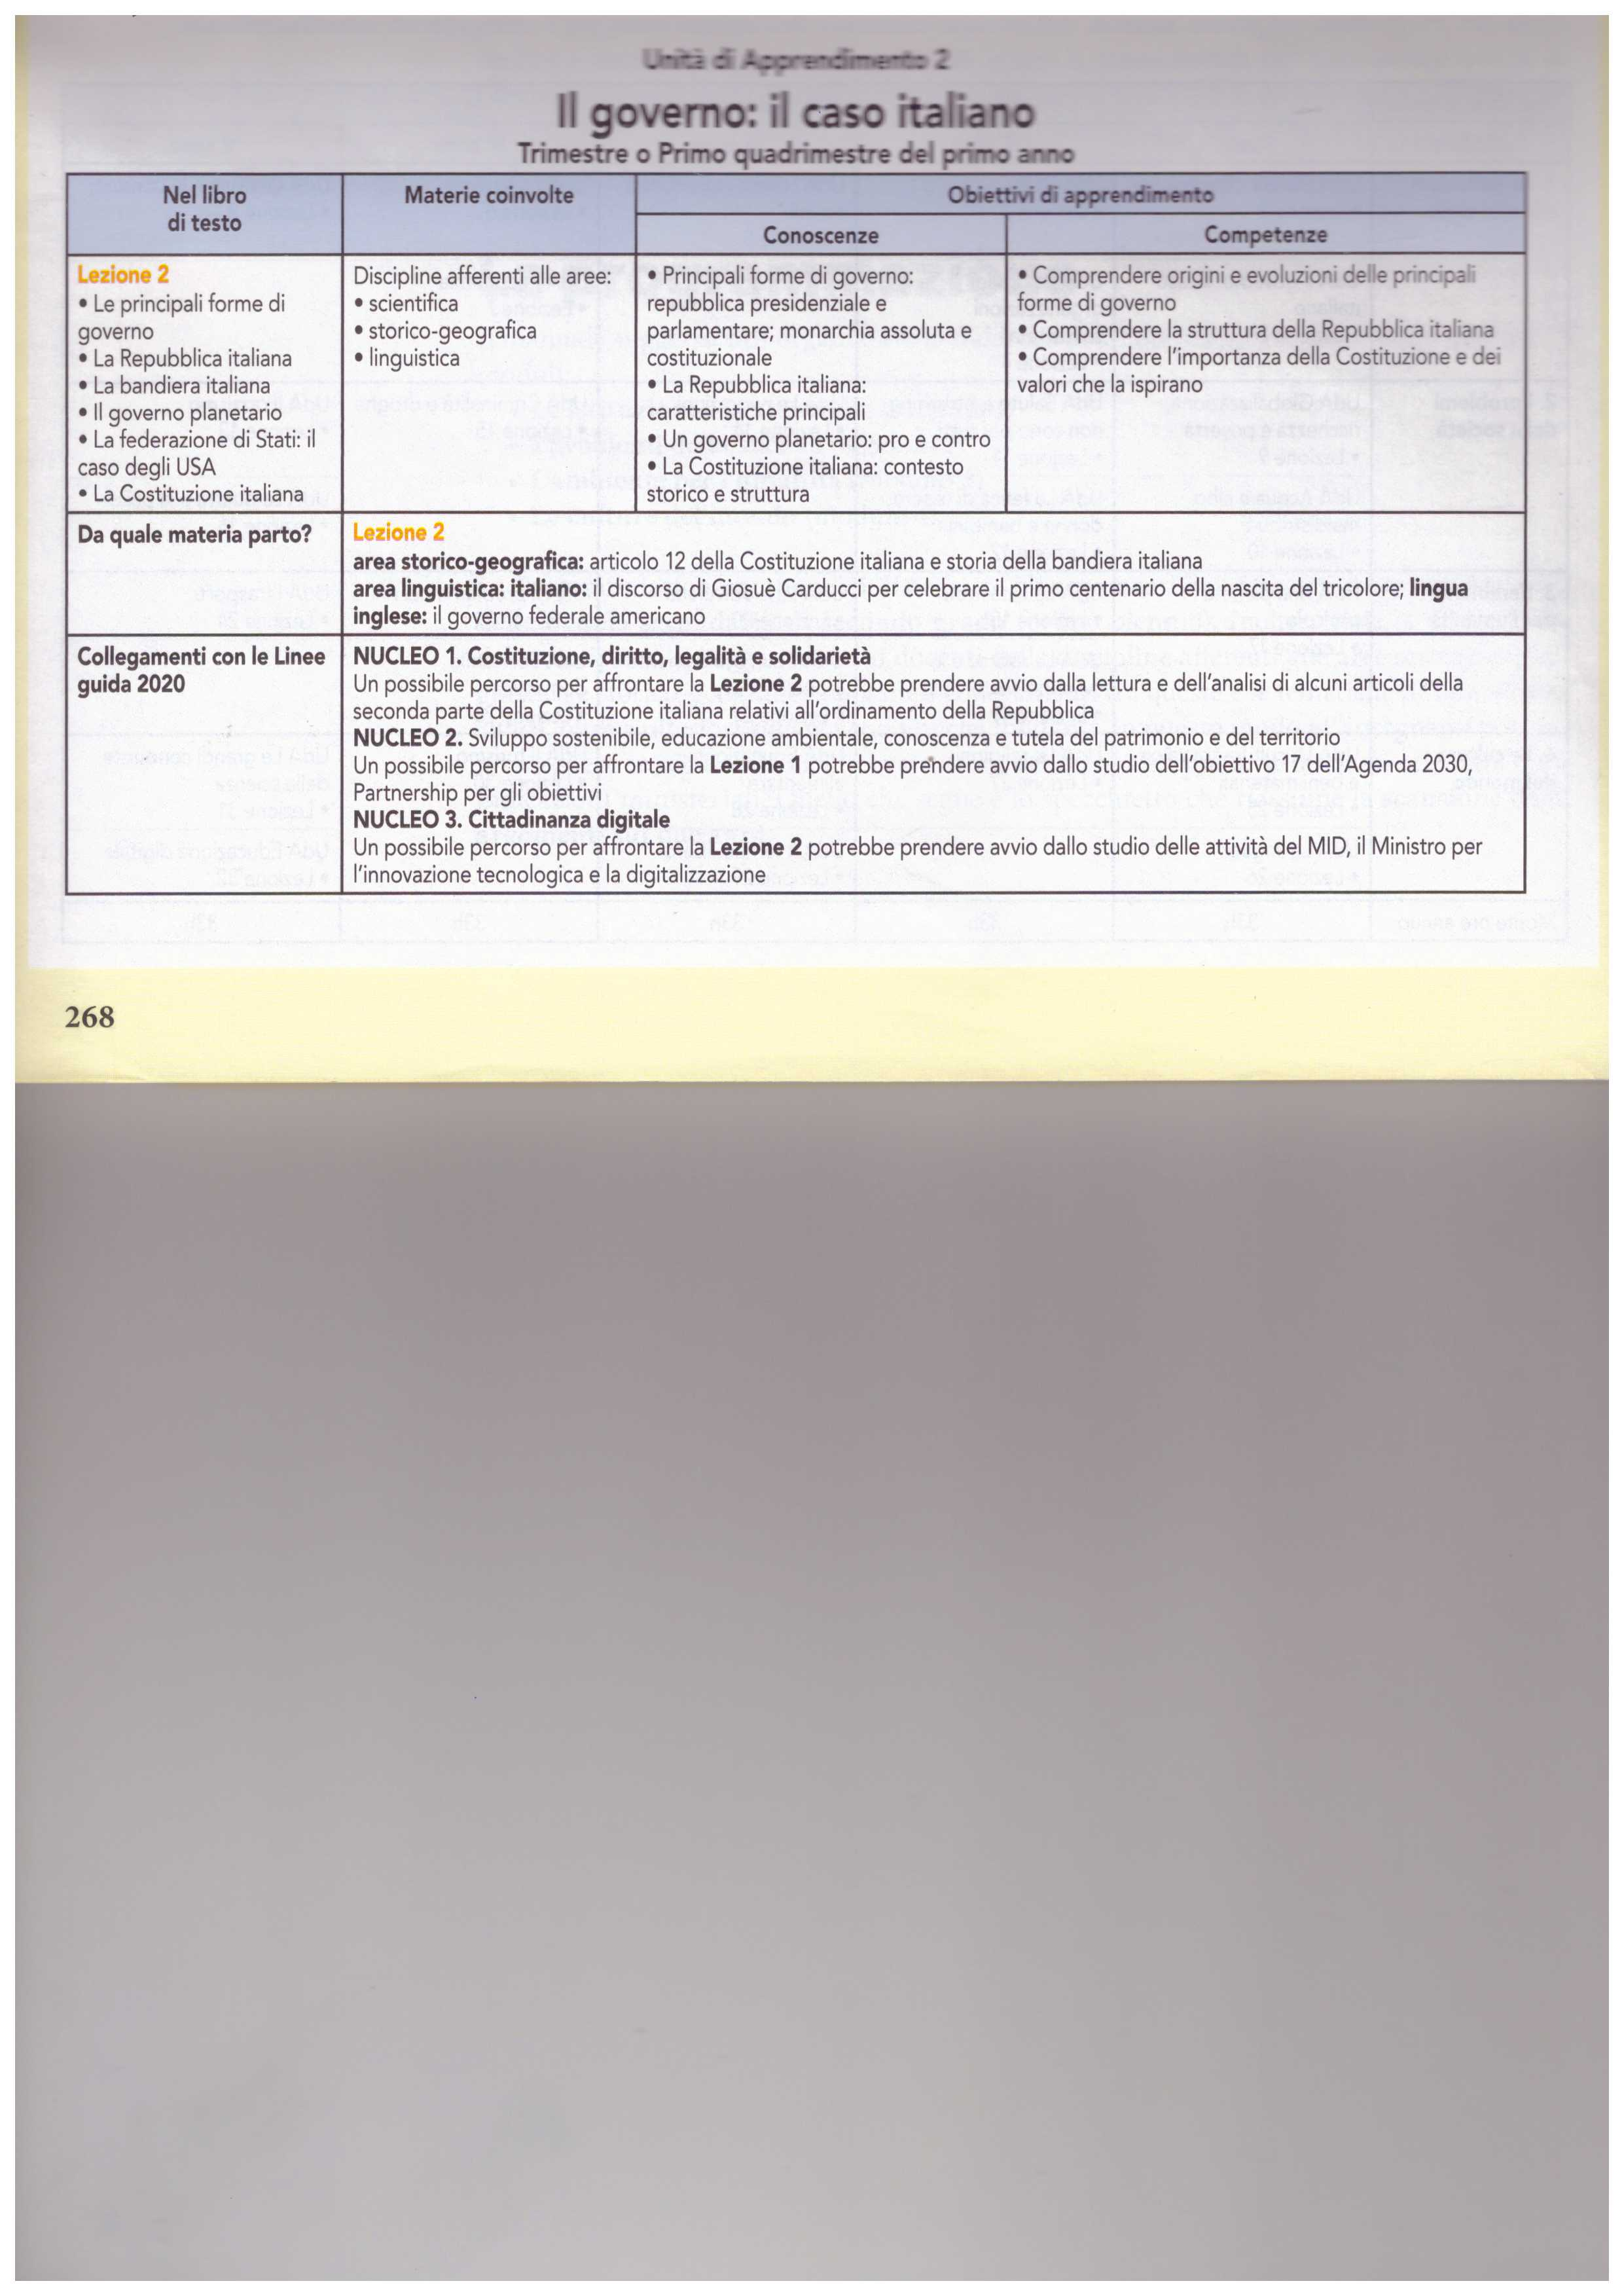 Unità di Apprendimento 2
Il governo: il caso italiano
Trimestre o Primo quadrimestre del primo anno
Nel libro
di testo
Materie coinvolte
Obiettivi di apprendimento
Conoscenze
Competenze
Lezione 2
• Le principali forme di
governo
• La Repubblica italiana
• La bandiera italiana
• Il governo planetario
• La federazione di Stati: il
caso degli USA
• La Costituzione italiana
Discipline afferenti alle aree:
• scientifica
• storico-geografica
• linguistica
• Principali forme di governo:
repubblica presidenziale e
parlamentare; monarchia assoluta e
costituzionale
• La Repubblica italiana:
caratteristiche principali
• Un governo planetario: pro e contro
• La Costituzione italiana: contesto
storico e struttura
• Comprendere origini e evoluzioni delle principali
forme di governo
• Comprendere la struttura della Repubblica italiana
• Comprendere l'importanza della Costituzione e dei
valori che la ispirano
Da quale materia parto?
Lezione 2
area storico-geografica: articolo 12 della Costituzione italiana e storia della bandiera italiana
area linguistica: italiano: il discorso di Giosuè Carducci per celebrare il primo centenario della nascita del tricolore; lingua
inglese: il governo federale americano
Collegamenti con le Linee
guida 2020
NUCLEO 1. Costituzione, diritto, legalità e solidarietà
Un possibile percorso per affrontare la Lezione 2 potrebbe prendere avvio dalla lettura e dell'analisi di alcuni articoli della
seconda parte della Costituzione italiana relativi all'ordinamento della Repubblica
NUCLEO 2. Sviluppo sostenibile, educazione ambientale, conoscenza e tutela del patrimonio e del territorio
Un possibile percorso per affrontare la Lezione 1 potrebbe prendere avvio dallo studio dell'obiettivo 17 dell'Agenda 2030,
Partnership per gli obiettivi
NUCLEO 3. Cittadinanza digitale
Un possibile percorso per affrontare la Lezione 2 potrebbe prendere avvio dallo studio delle attività del MID, il Ministro per
l'innovazione tecnologica e la digitalizzazione
268